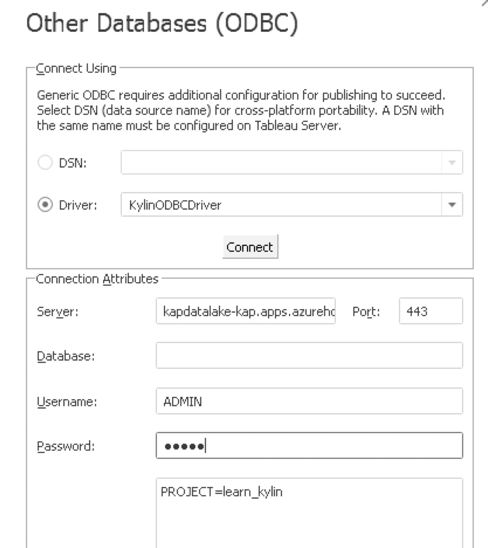 Other Databases (ODBC)
Connect Using
Generic ODBC requires additional configuration for publishing to succeed.
Select DSN (data source name) for cross-platform portability. A DSN with
the same name must be configured on Tableau Server.
DSN:
Driver: KylinODBCDriver
Connect
Connection Attributes
Server: kapdatalake-kap.apps.azurehd Port: 443
Database:
Username: ADMIN
Password: •••••
PROJECT=learn_kylin